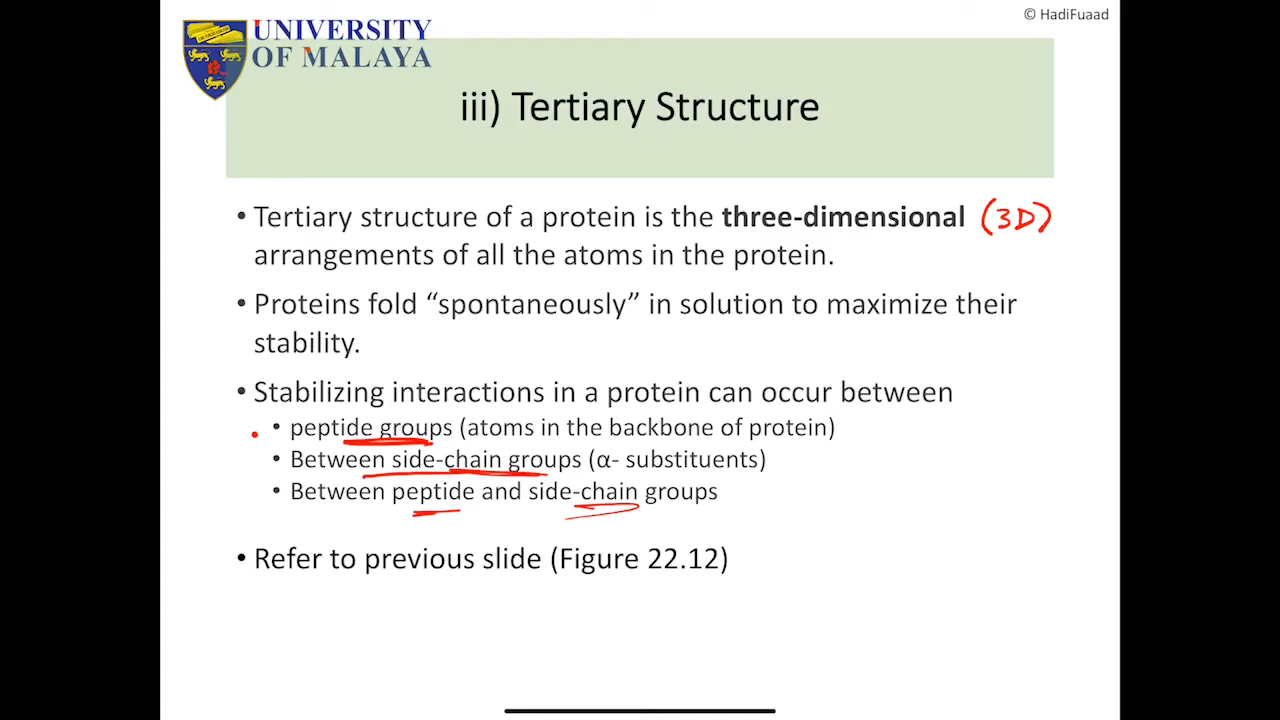 © HadiFuaad
UNIVERSITY
OF MALAYA
iii) Tertiary Structure
• Tertiary structure of a protein is the three-dimensional (3D)
arrangements of all the atoms in the protein.
• Proteins fold “spontaneously” in solution to maximize their
stability.
• Stabilizing interactions in a protein can occur between
• peptide groups (atoms in the backbone of protein)
• Between side-chain groups (α- substituents)
• Between peptide and side-chain groups
• Refer to previous slide (Figure 22.12)